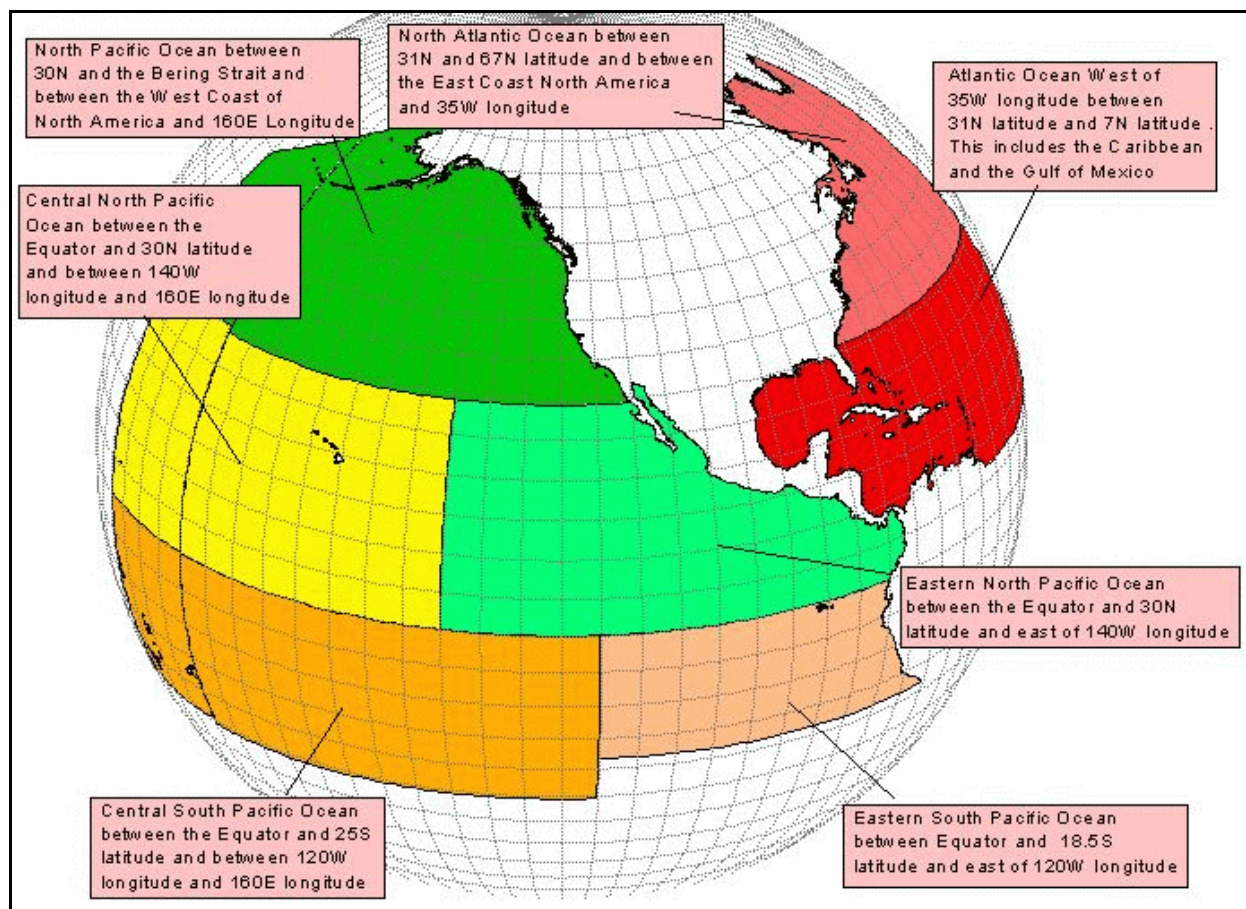 North Pacific Ocean between
30N and the Bering Strait and
between the West Coast of
North America and 160E Longitude
North Atlantic Ocean between
31N and 67N latitude and between
the East Coast North America
and 35W longitude
Atlantic Ocean West of
35W longitude between
31N latitude and 7N latitude .
This includes the Caribbean
and the Gulf of Mexico
Central North Pacific
Ocean between the
Equator and 30N latitude
and between 140W
longitude and 160E longitude
Eastern North Pacific Ocean
between the Equator and 30N
latitude and east of 140W longitude
Central South Pacific Ocean
between the Equator and 25S
latitude and between 120W
longitude and 160E longitude
Eastern South Pacific Ocean
between Equator and 18.5S
latitude and east of 120W longitude